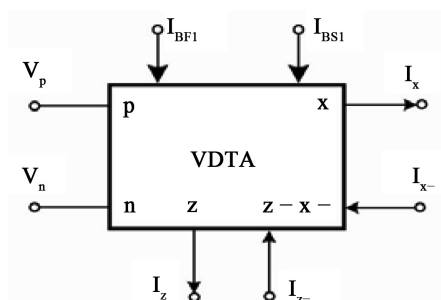 I_BF1 I_BS1
V_p I_x
p x
VDTA
V_n I_x−
n z z − x −
I_z I_z−